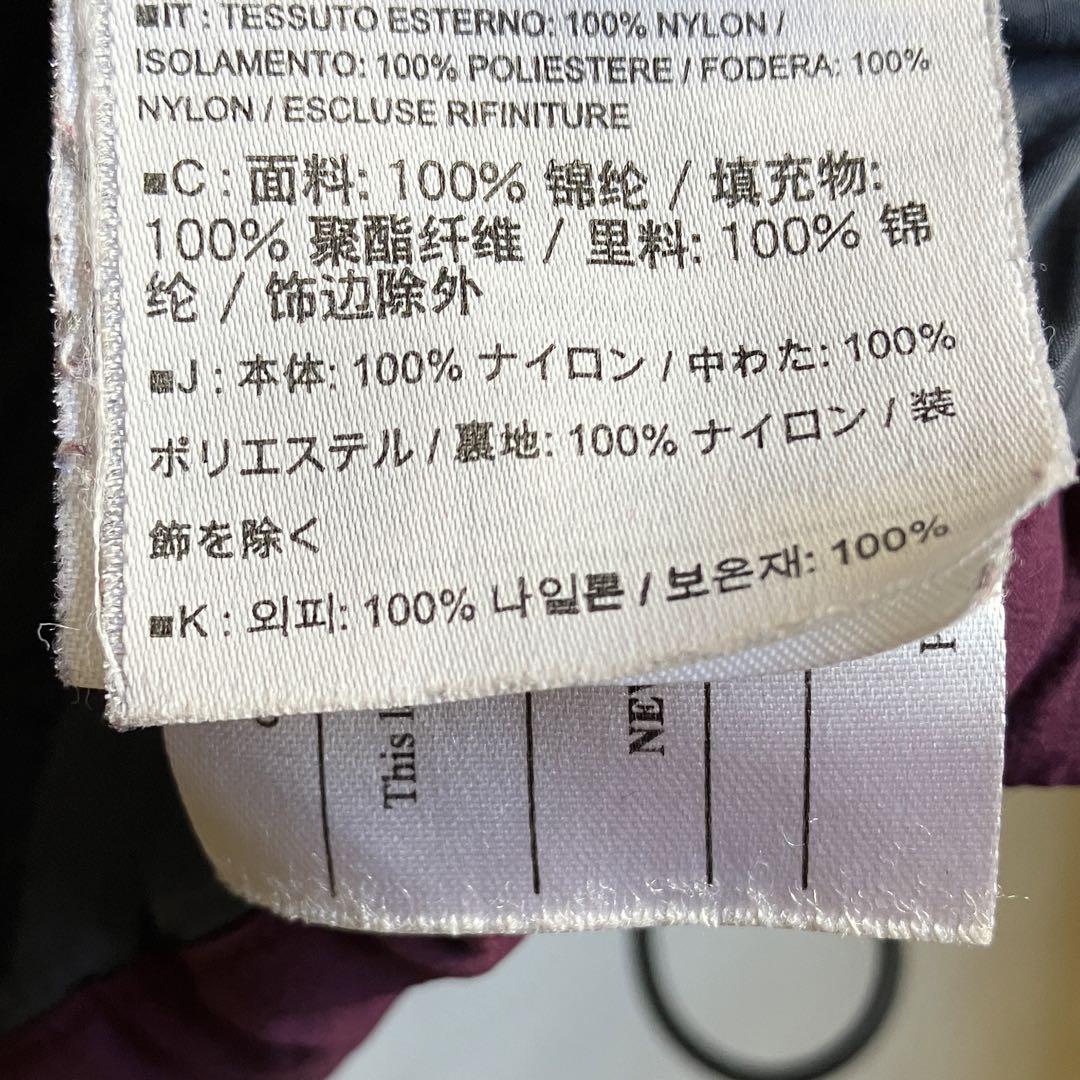 ■IT : TESSUTO ESTERNO: 100% NYLON /
ISOLAMENTO: 100% POLIESTERE / FODERA: 100%
NYLON / ESCLUSE RIFINITURE
■C : 面料: 100% 锦纶 / 填充物:
100% 聚酯纤维 / 里料: 100% 锦
纶 / 饰边除外
■J : 本体: 100% ナイロン / 中わた: 100%
ポリエステル / 裏地: 100% ナイロン / 装
飾を除く
■K : 외피: 100% 나일론 / 보온재: 100%
This